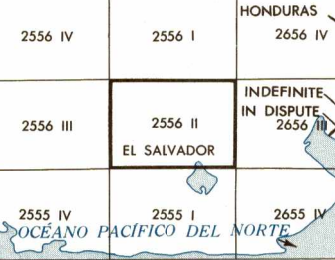 HONDURAS
2556 IV 2556 I 2656 IV
INDEFINITE
IN DISPUTE
2556 III 2556 II 2656 III
EL SALVADOR
2555 IV 2555 I 2655 IV
OCÉANO PACÍFICO DEL NORTE